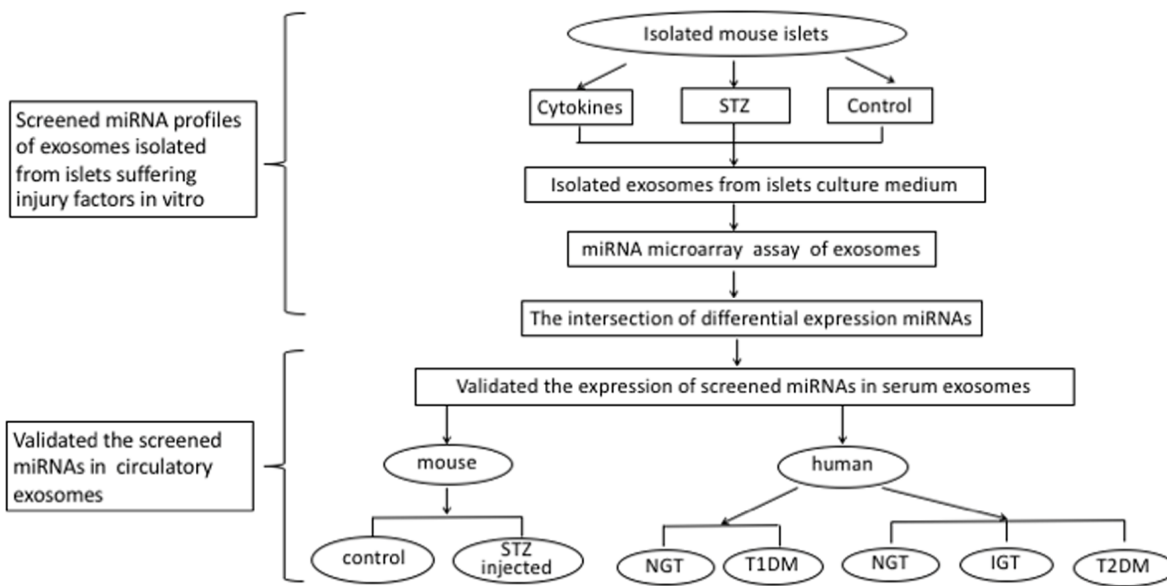 Isolated mouse islets
Cytokines
STZ
Control
Screened miRNA profiles
of exosomes isolated
from islets suffering
injury factors in vitro
Isolated exosomes from islets culture medium
miRNA microarray assay of exosomes
The intersection of differential expression miRNAs
Validated the expression of screened miRNAs in serum exosomes
Validated the screened
miRNAs in circulatory
exosomes
mouse
human
control
STZ
injected
NGT
T1DM
NGT
IGT
T2DM